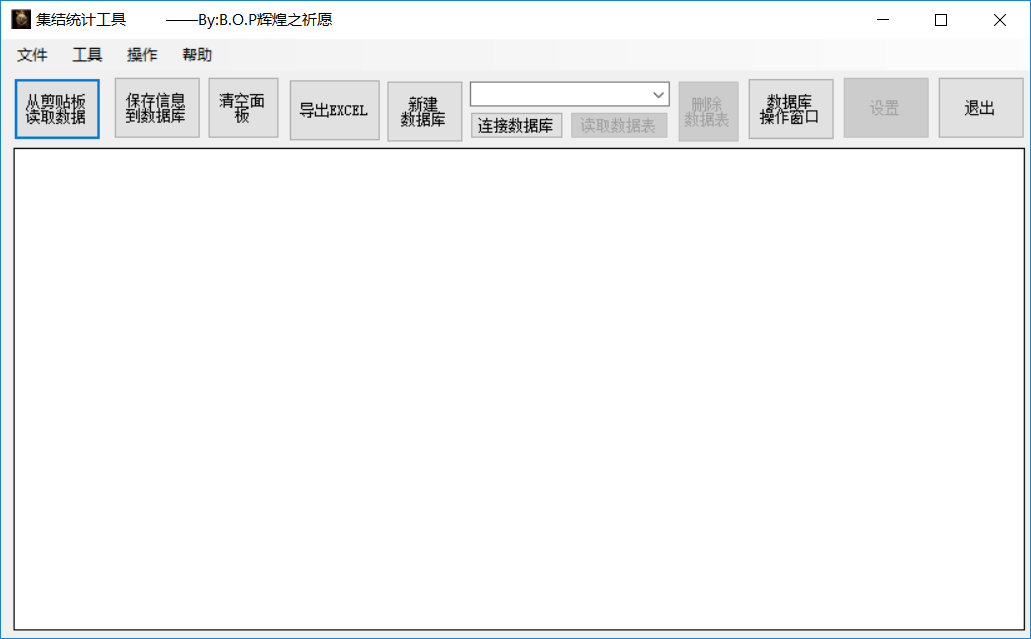 集结统计工具 ——By:B.O.P辉煌之祈愿
文件 工具 操作 帮助
从剪贴板
读取数据
保存信息
到数据库
清空面
板
导出EXCEL
新建
数据库
连接数据库
读取数据表
删除
数据表
数据库
操作窗口
设置
退出